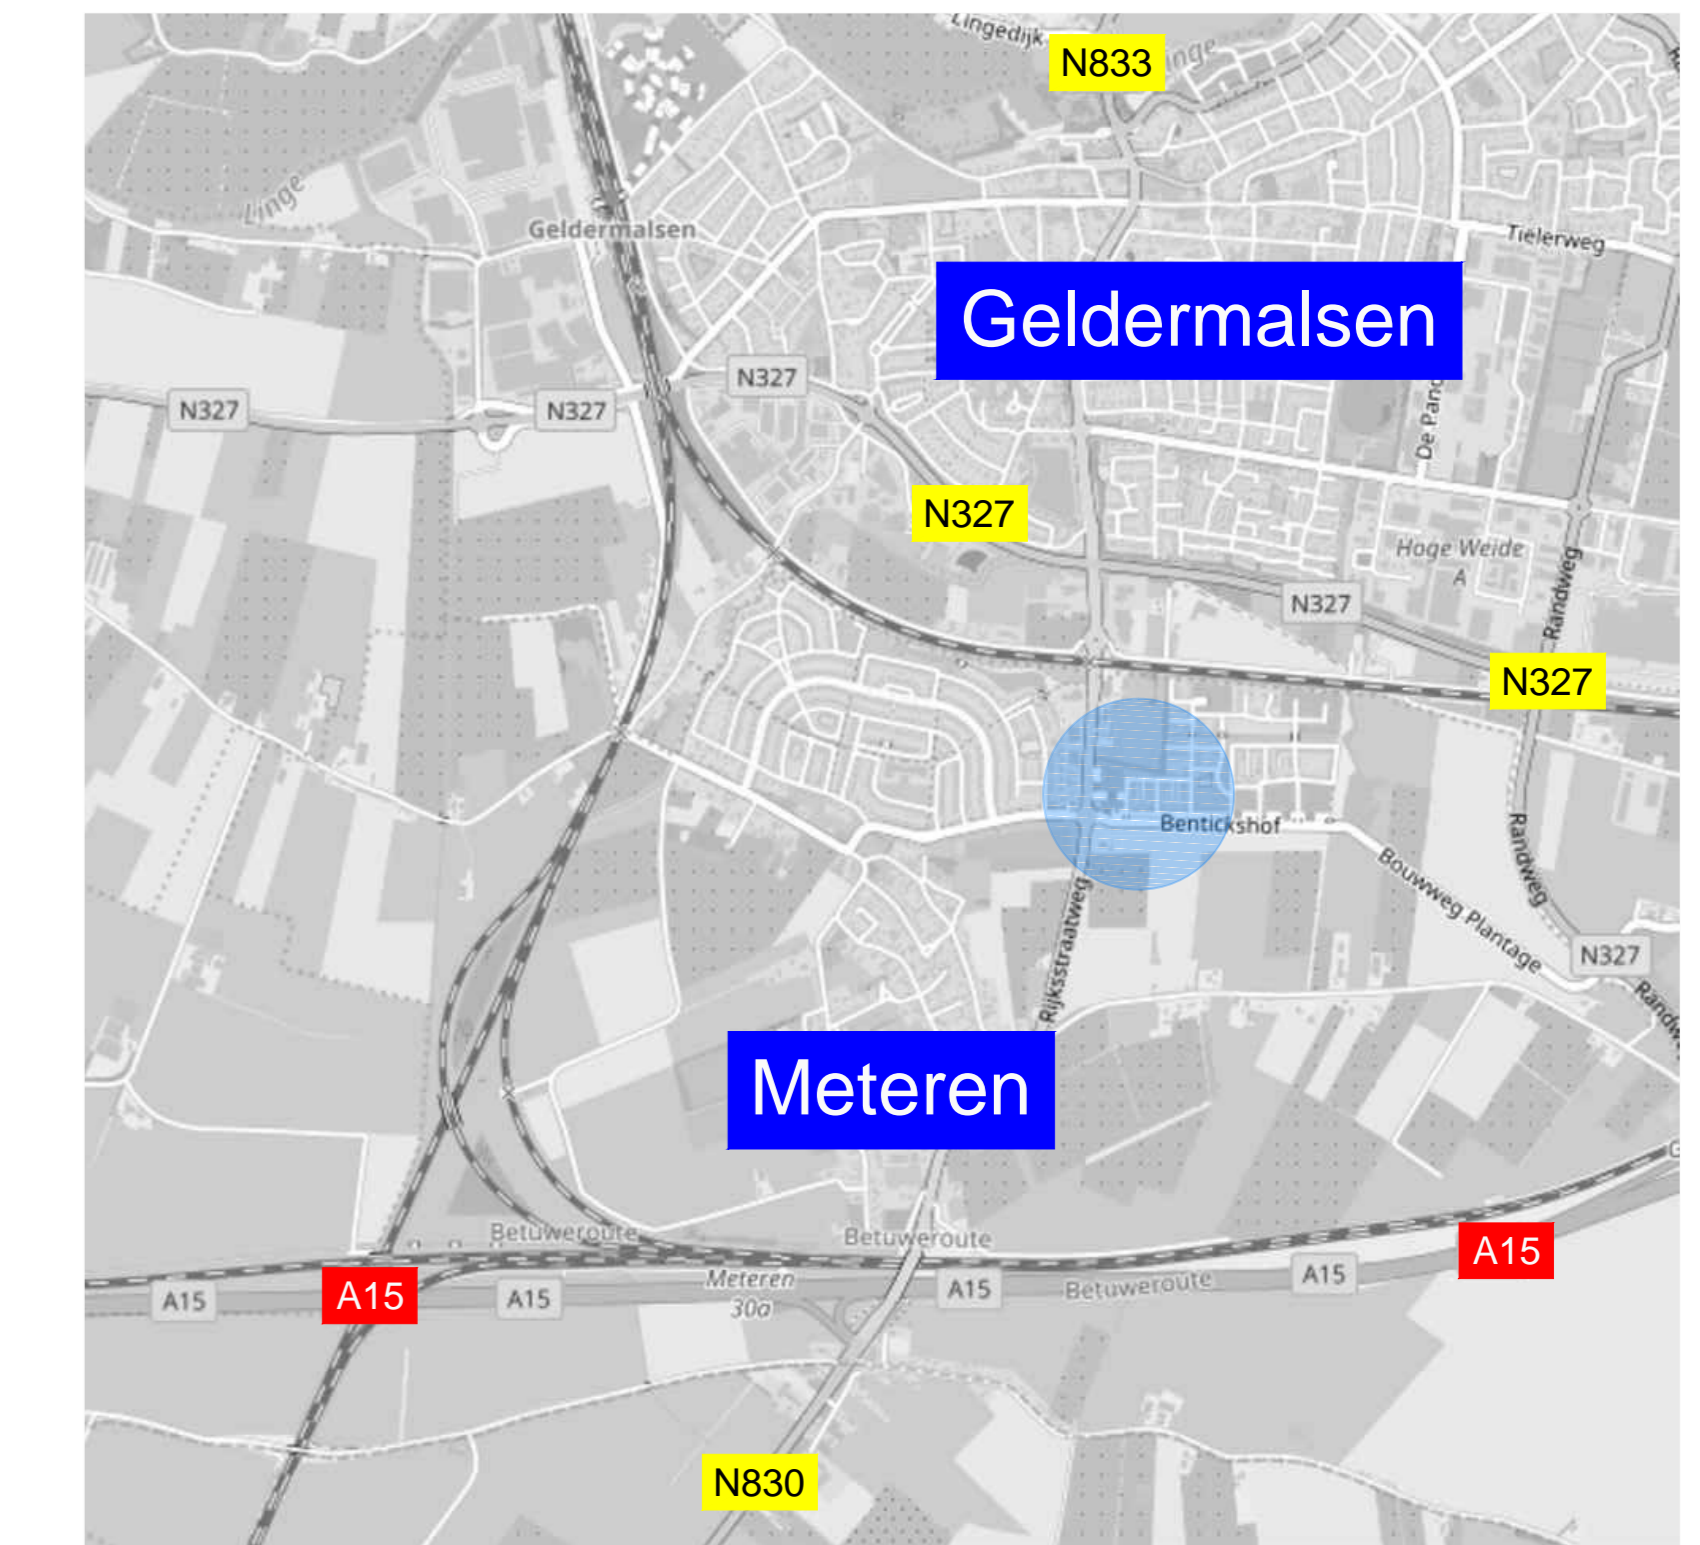 Lingedijk
N833
Linge
Geldermalsen
Tielerweg
Geldermalsen
N327
N327
N327
De Pan
N327
Hoge Weide
A
N327
Randweg
N327
Bentickshof
Randweg
Bouwweg Plantage
Rijksstraatweg
N327
Meteren
Betuweroute
Betuweroute
A15
A15
A15
A15
Meteren
30a
A15
Betuweroute
A15
N830